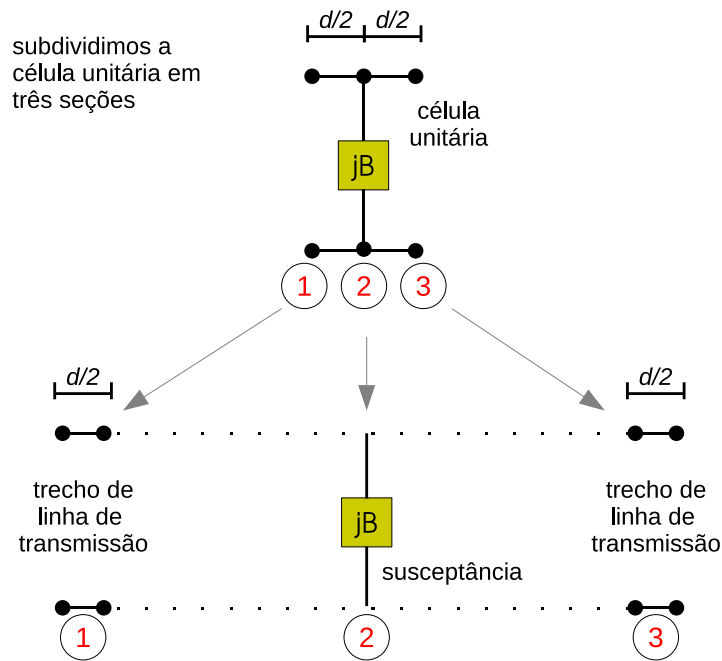 d/2 d/2
subdividimos a
célula unitária em
três seções
célula
unitária
jB
1 2 3
d/2 d/2
trecho de
linha de
transmissão
jB
trecho de
linha de
transmissão
susceptância
1 2 3